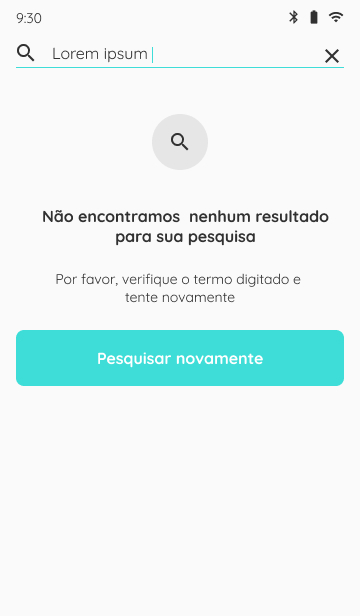 9:30
Lorem ipsum
Não encontramos  nenhum resultado
para sua pesquisa
Por favor, verifique o termo digitado e
tente novamente
Pesquisar novamente